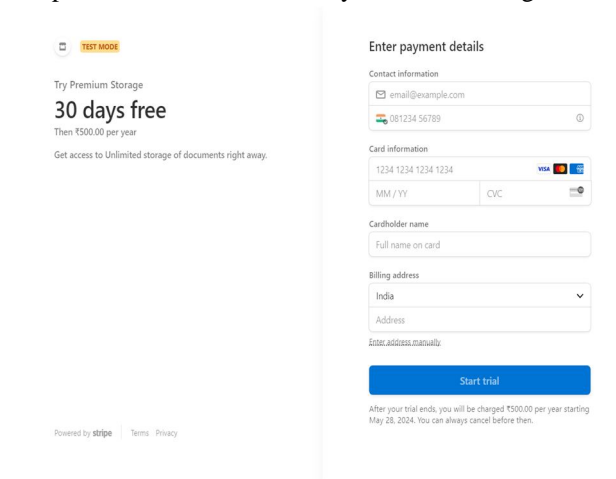 TEST MODE
Try Premium Storage
30 days free
Then ₹500.00 per year
Get access to Unlimited storage of documents right away.
Powered by stripe
Terms Privacy
Enter payment details
Contact information
email@example.com
081234 56789
Card information
1234 1234 1234 1234
VISA
MM / YY
CVC
Cardholder name
Full name on card
Billing address
India
Address
Enter address manually
Start trial
After your trial ends, you will be charged ₹500.00 per year starting
May 28, 2024. You can always cancel before then.